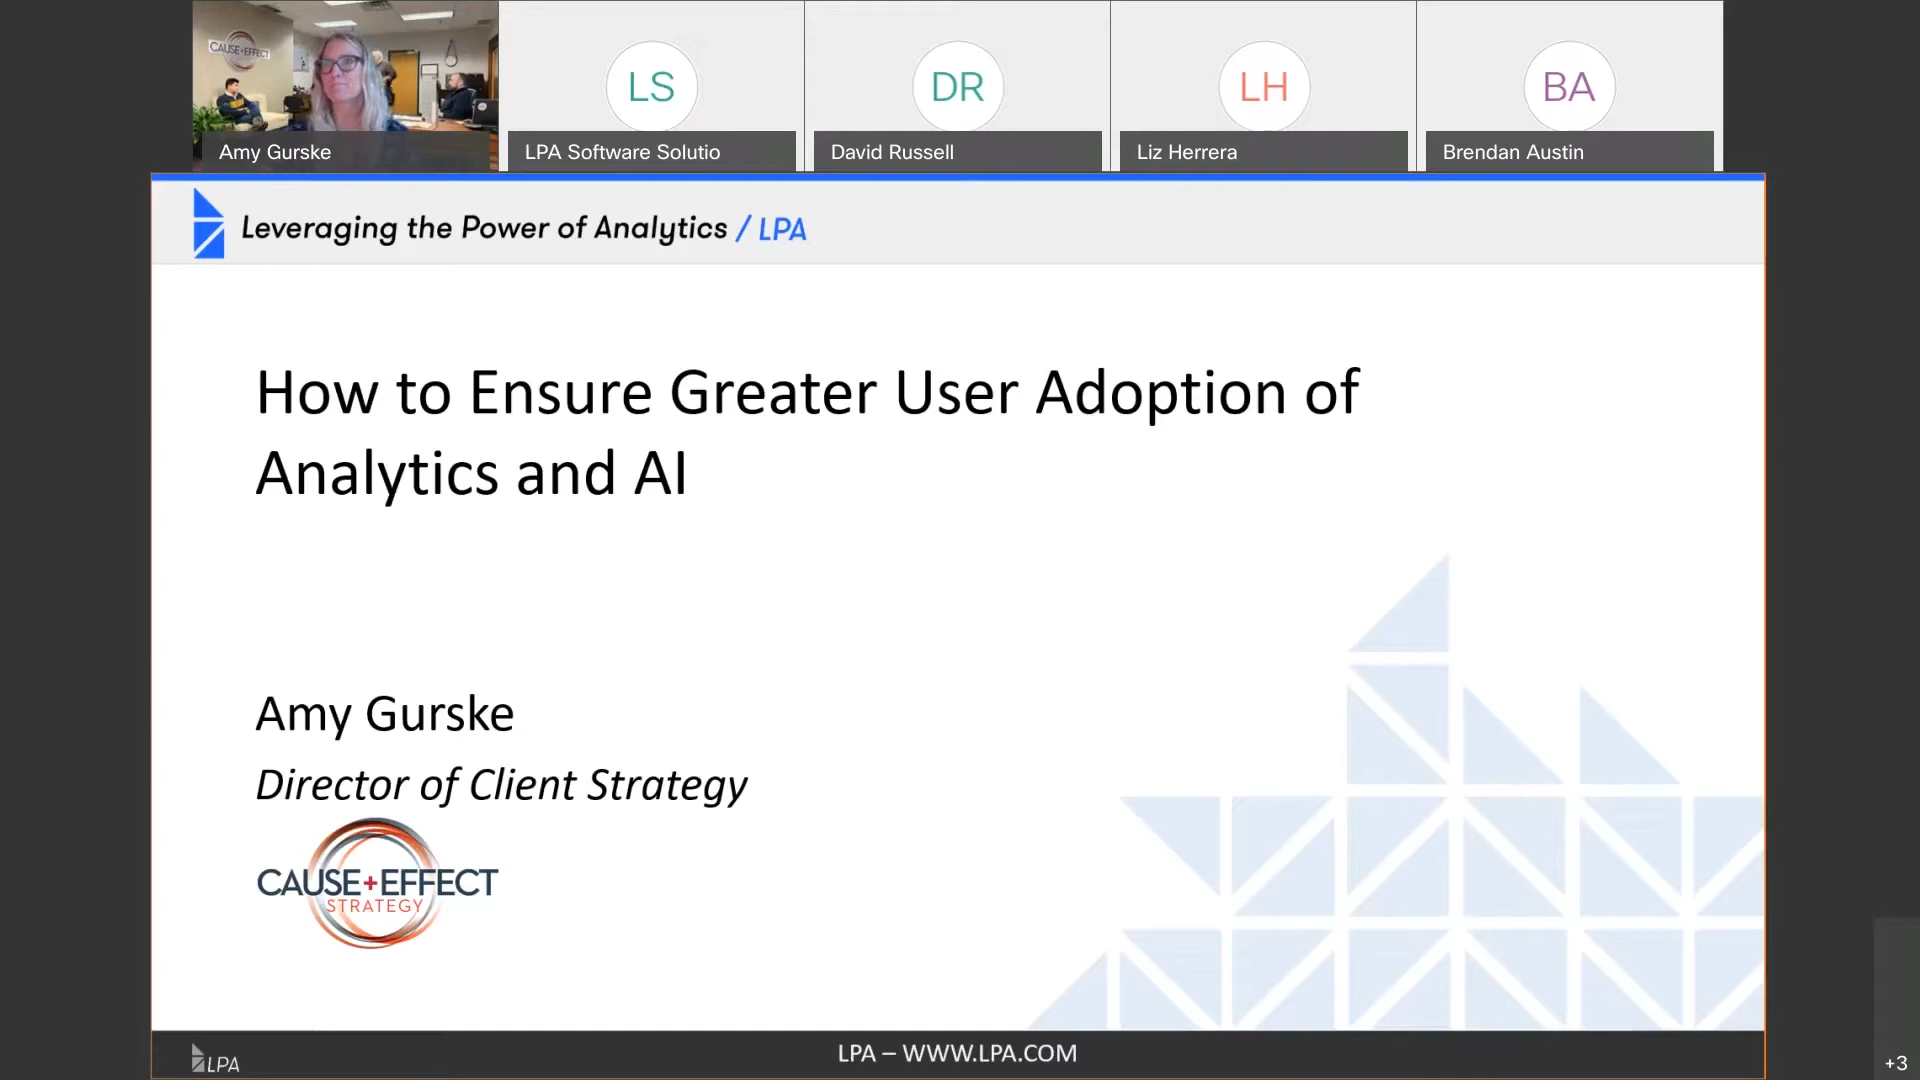 CAUSE+EFFECT
LS
DR
LH
BA
Amy Gurske
LPA Software Solutio
David Russell
Liz Herrera
Brendan Austin
Leveraging the Power of Analytics / LPA
How to Ensure Greater User Adoption of
Analytics and AI
Amy Gurske
Director of Client Strategy
CAUSE+EFFECT
STRATEGY
LPA
LPA – WWW.LPA.COM
+3